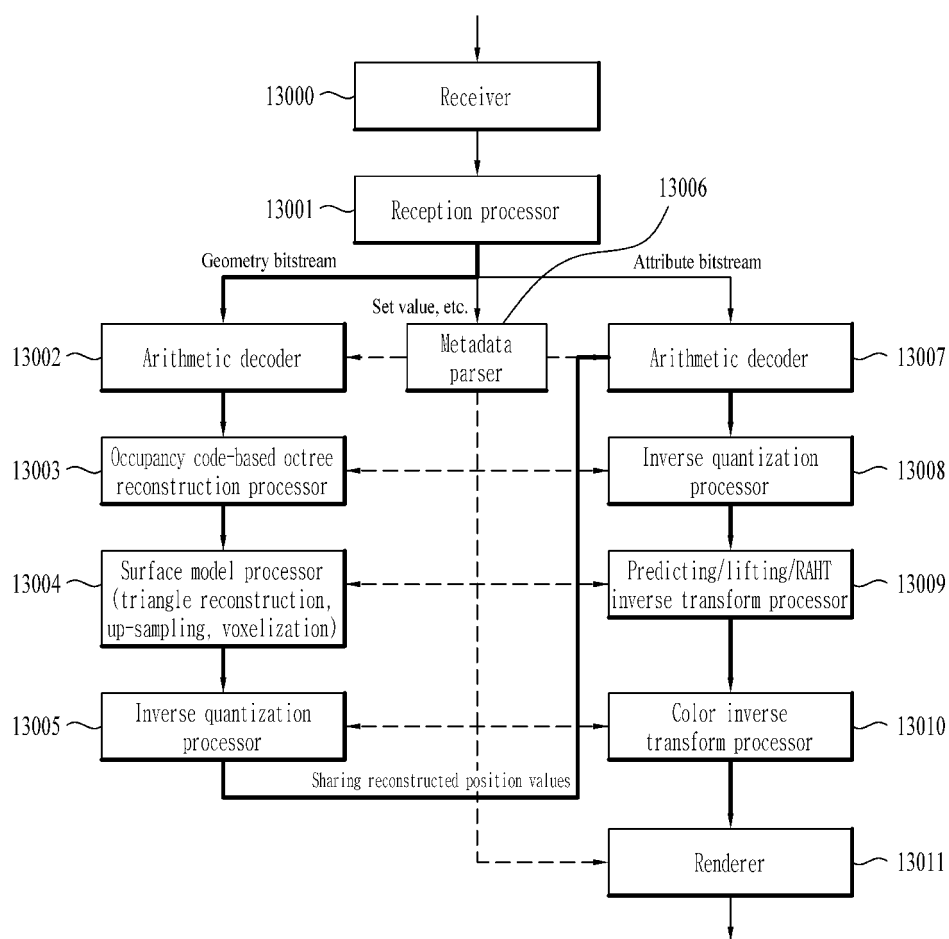 13000
Receiver
13001
Reception processor
13006
Geometry bitstream
Attribute bitstream
Set value, etc.
13002
Arithmetic decoder
Metadata
parser
Arithmetic decoder
13007
13003
Occupancy code-based octree
reconstruction processor
Inverse quantization
processor
13008
13004
Surface model processor
(triangle reconstruction,
up-sampling, voxelization)
Predicting/lifting/RAHT
inverse transform processor
13009
13005
Inverse quantization
processor
Color inverse
transform processor
13010
Sharing reconstructed position values
Renderer
13011